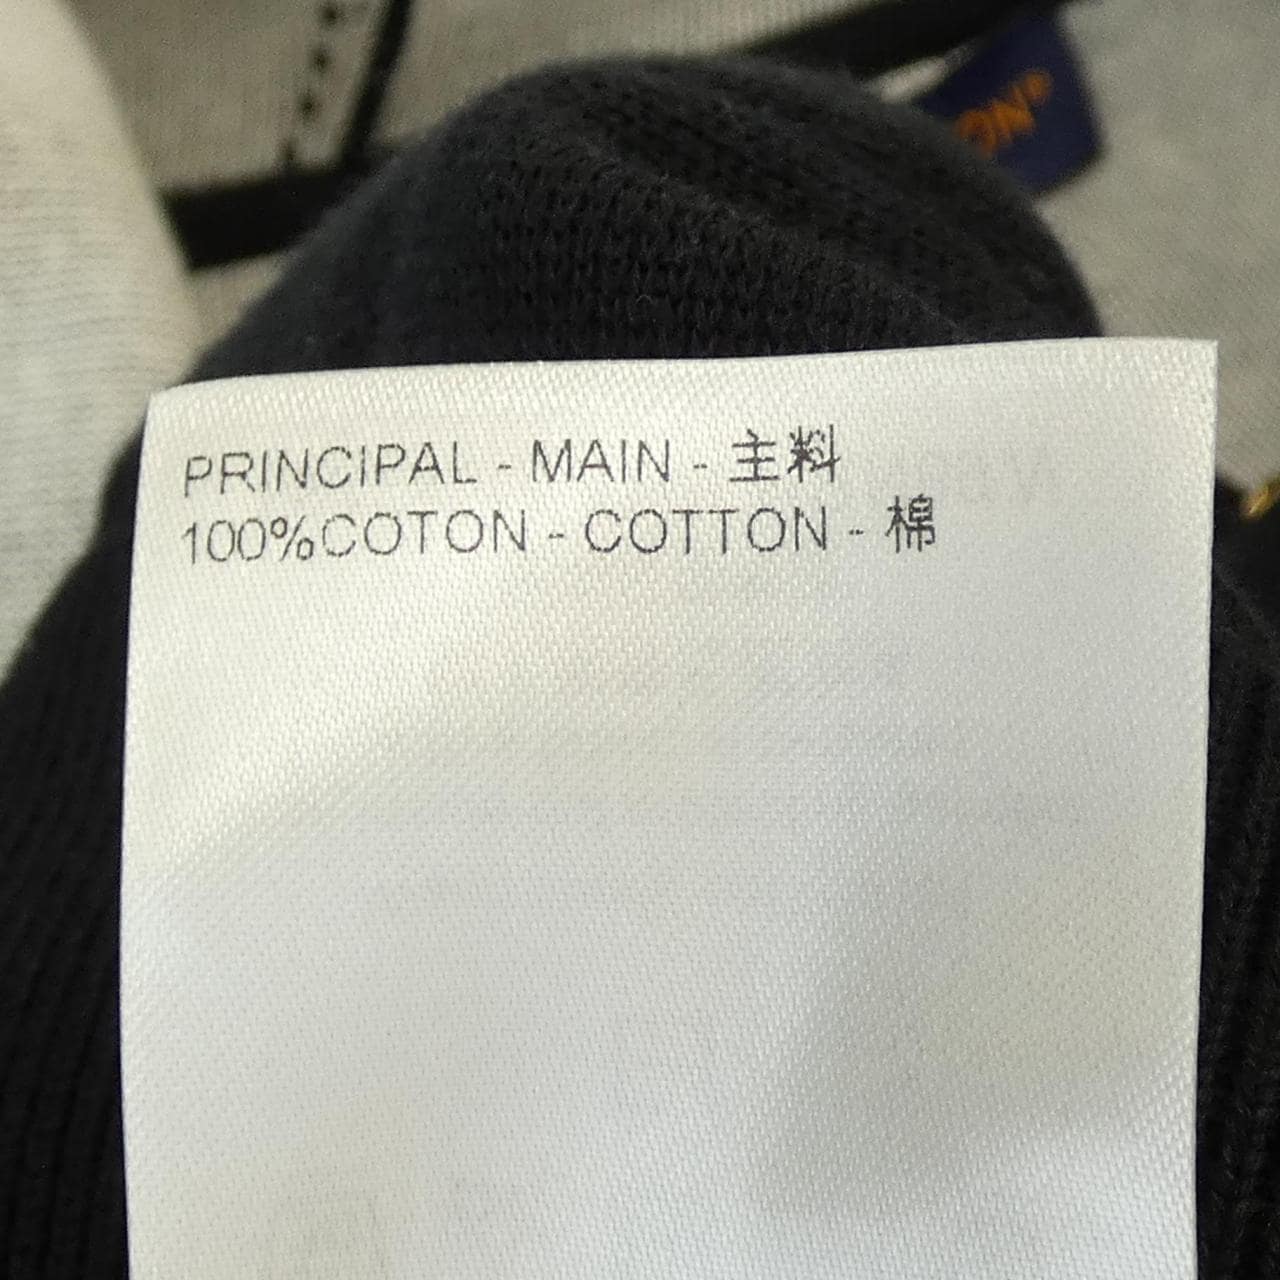 PRINCIPAL - MAIN - 主料
100%COTON - COTTON - 棉